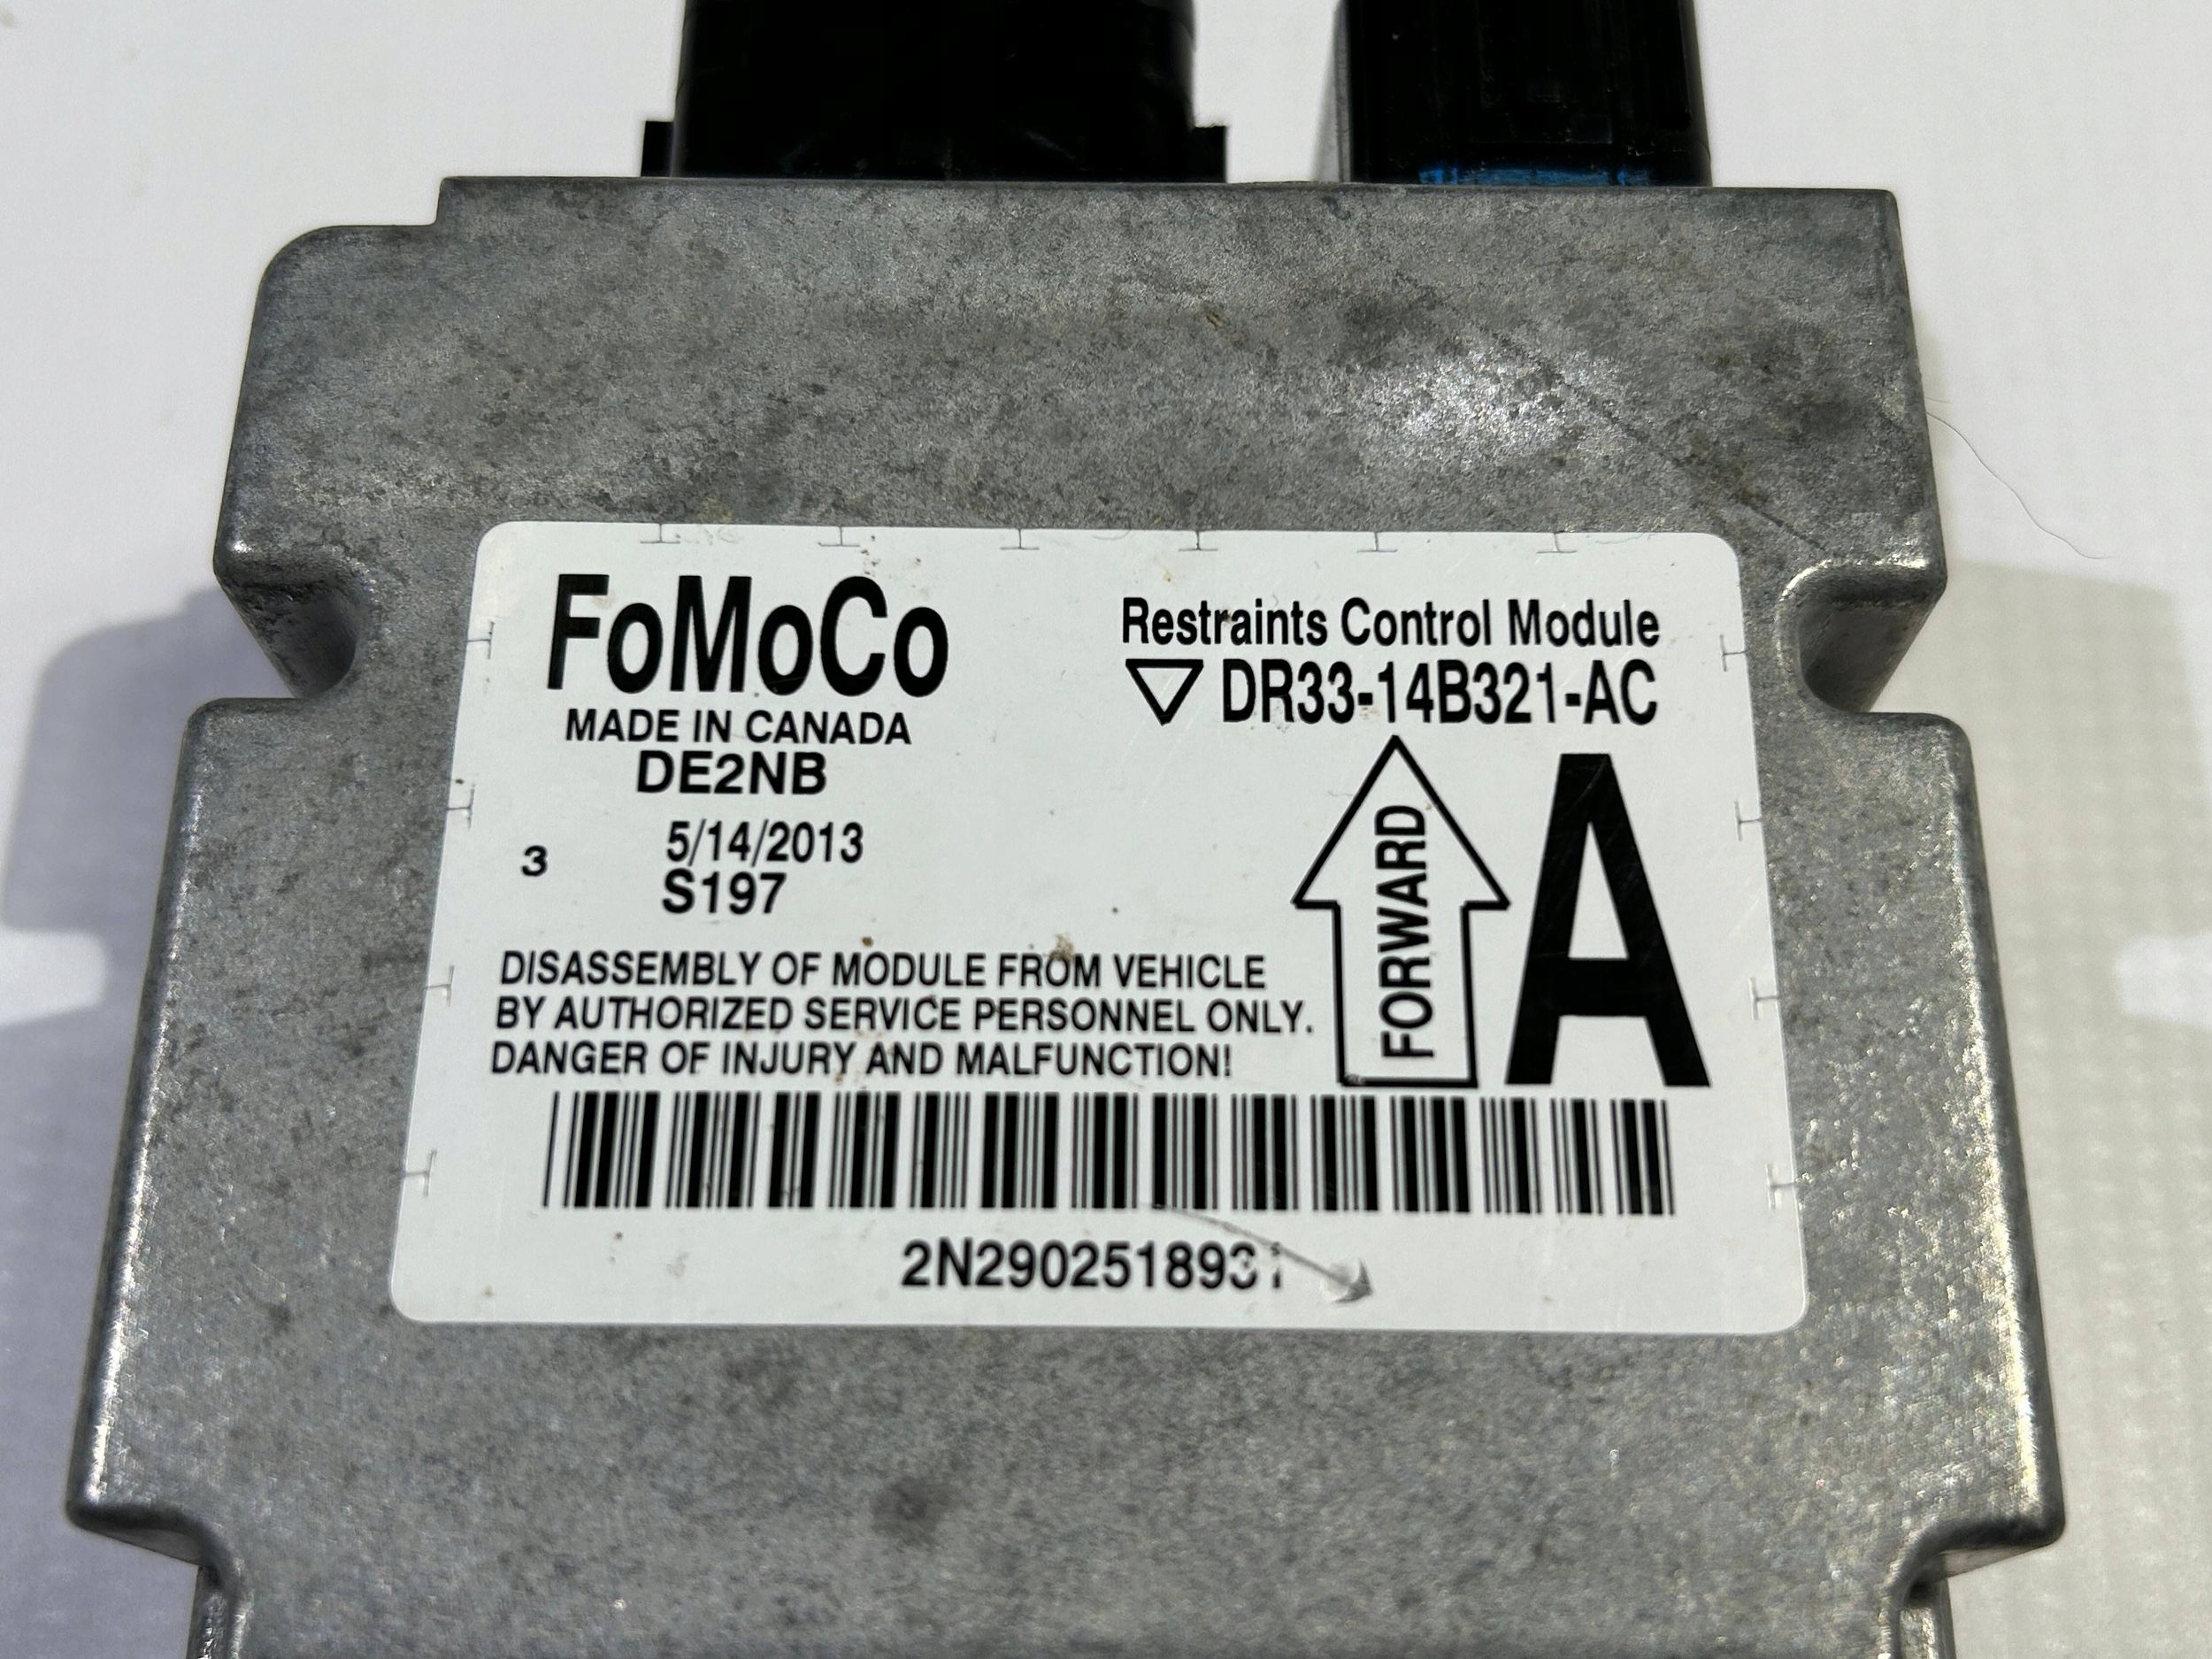 FoMoCo
MADE IN CANADA
DE2NB
3 5/14/2013
S197
Restraints Control Module
DR33-14B321-AC
FORWARD
A
DISASSEMBLY OF MODULE FROM VEHICLE
BY AUTHORIZED SERVICE PERSONNEL ONLY.
DANGER OF INJURY AND MALFUNCTION!
2N2902518931